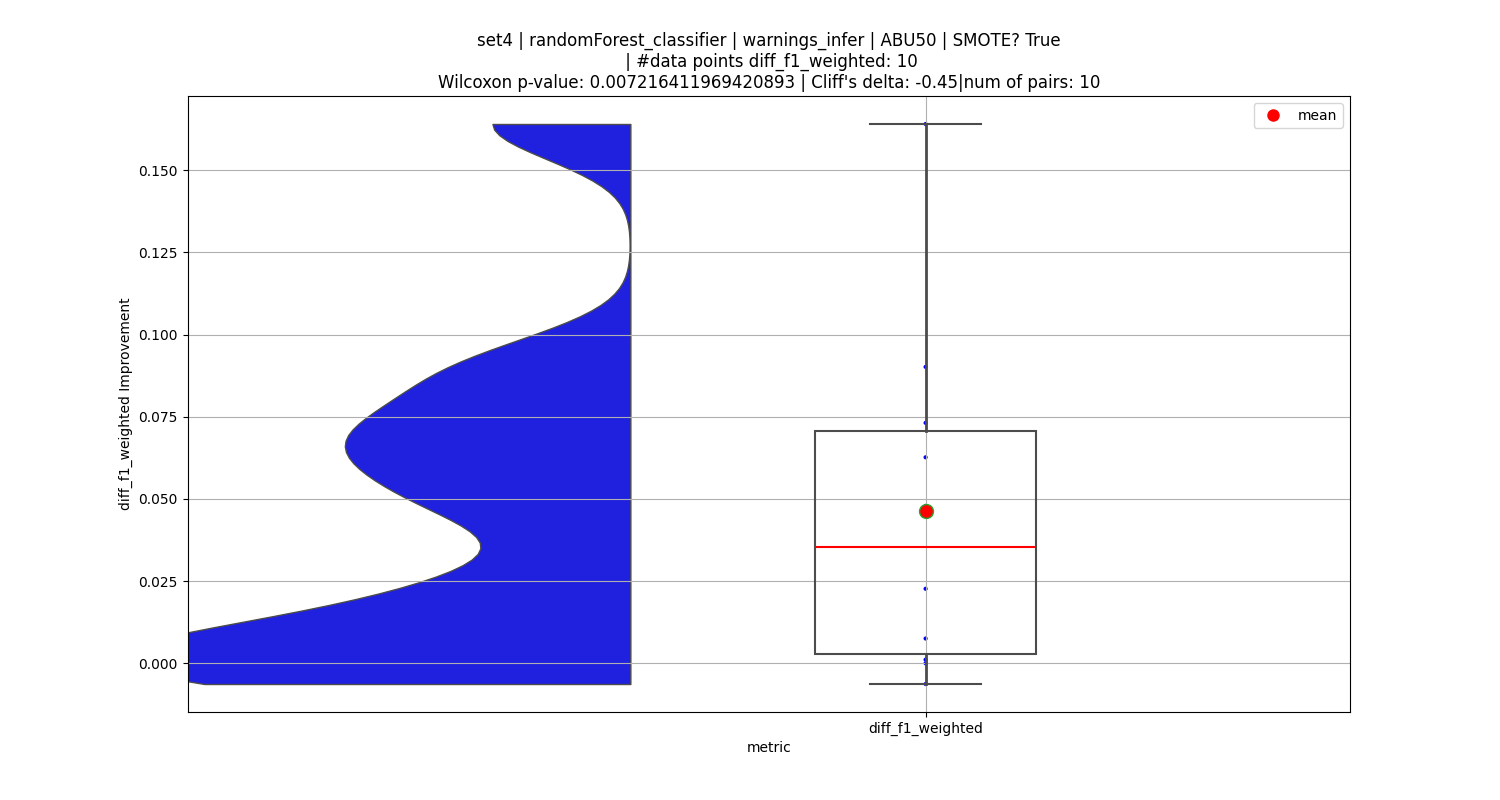 set4 | randomForest_classifier | warnings_infer | ABU50 | SMOTE? True
| #data points diff_f1_weighted: 10
Wilcoxon p-value: 0.007216411969420893 | Cliff's delta: -0.45|num of pairs: 10
mean
0.150
0.125
0.100
0.075
0.050
0.025
0.000
diff_f1_weighted Improvement
diff_f1_weighted
metric